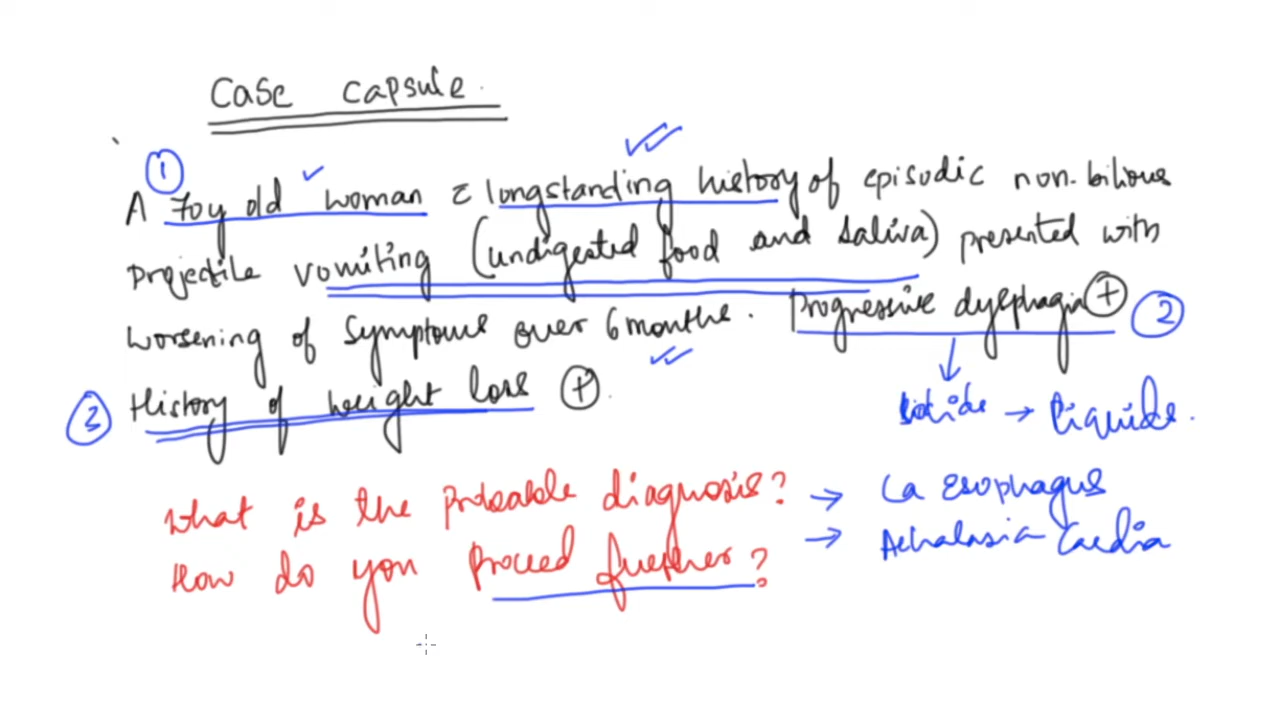 Case capsule.
①
A 70y old woman c longstanding history of episodic non-bilious
projectile vomiting (undigested food and saliva) presented with
worsening of symptoms over 6 months. Progressive dysphagia + ②
③ History of weight loss +.
solids → liquids.
What is the probable diagnosis? → Ca Esophagus
How do you proceed further? → Achalasia Cardia